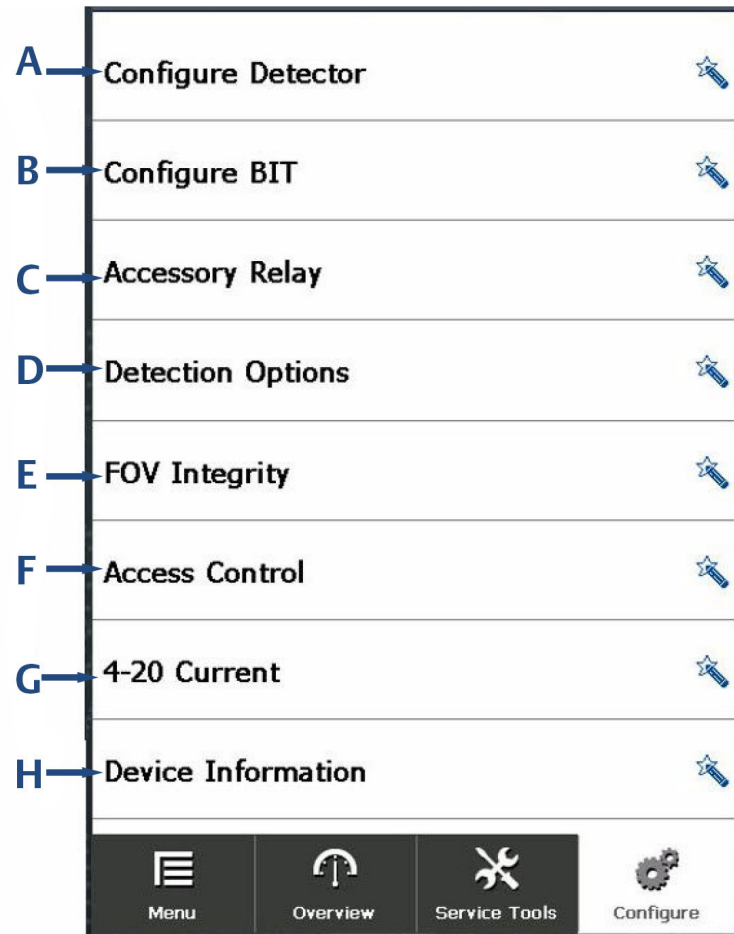 A Configure Detector
B Configure BIT
C Accessory Relay
D Detection Options
E FOV Integrity
F Access Control
G 4-20 Current
H Device Information
Menu Overview Service Tools Configure